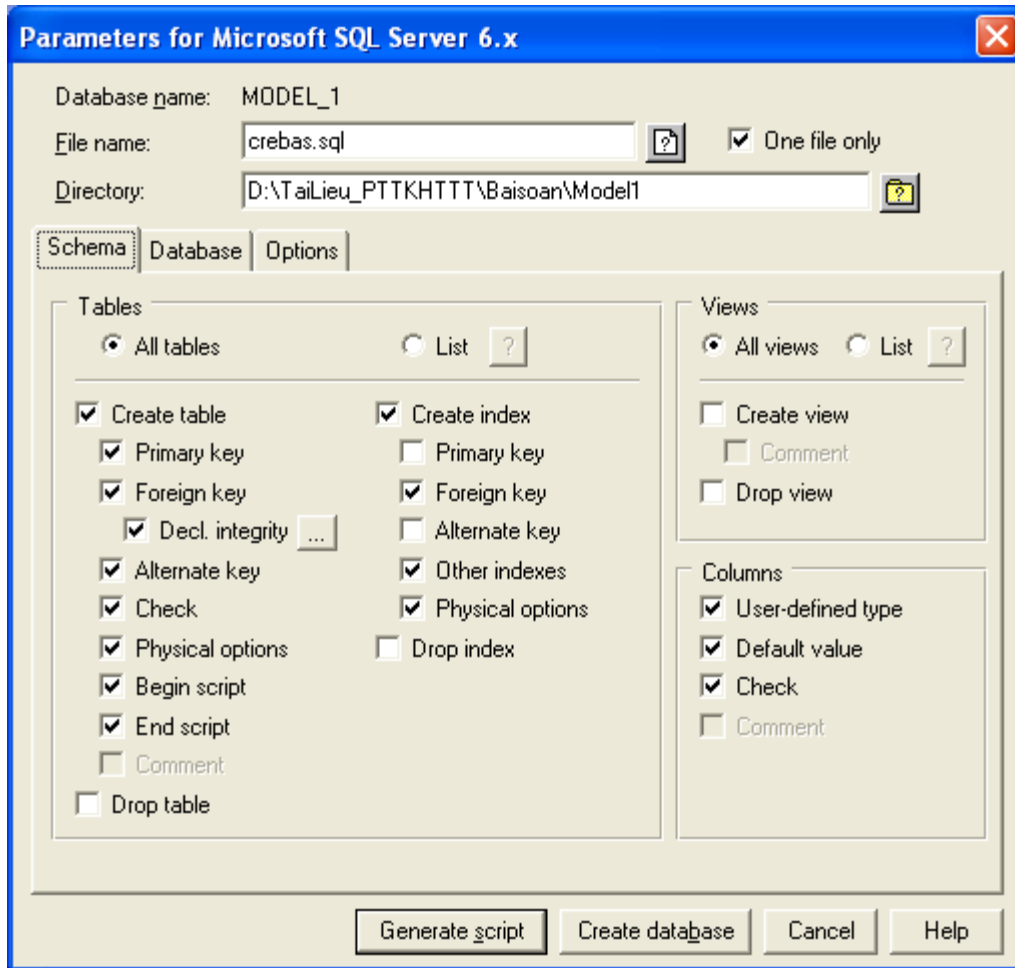 Parameters for Microsoft SQL Server 6.x
Database name: MODEL_1
File name: crebas.sql ? One file only
Directory: D:\TaiLieu_PTTKHTTT\Baisoan\Model1 ?
Schema Database Options
Tables
All tables List ?
Create table Create index
Primary key Primary key
Foreign key Foreign key
Decl. integrity ... Alternate key
Alternate key Other indexes
Check Physical options
Physical options Drop index
Begin script
End script
Comment
Drop table
Views
All views List ?
Create view
Comment
Drop view
Columns
User-defined type
Default value
Check
Comment
Generate script Create database Cancel Help